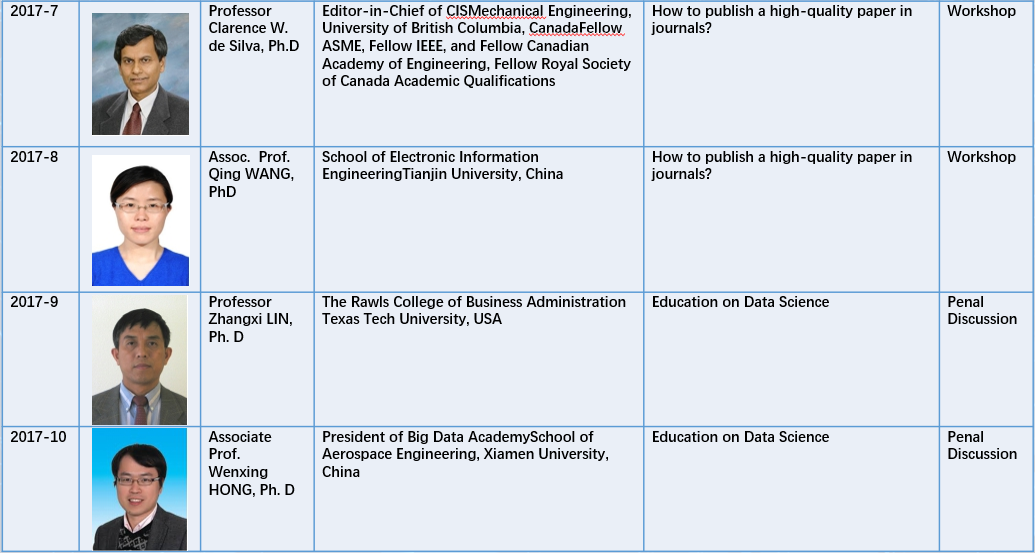 2017-7
Professor
Clarence W.
de Silva, Ph.D
Editor-in-Chief of CISMechanical Engineering,
University of British Columbia, CanadaFellow
ASME, Fellow IEEE, and Fellow Canadian
Academy of Engineering, Fellow Royal Society
of Canada Academic Qualifications
How to publish a high-quality paper in
journals?
Workshop
2017-8
Assoc. Prof.
Qing WANG,
PhD
School of Electronic Information
EngineeringTianjin University, China
How to publish a high-quality paper in
journals?
Workshop
2017-9
Professor
Zhangxi LIN,
Ph. D
The Rawls College of Business Administration
Texas Tech University, USA
Education on Data Science
Penal
Discussion
2017-10
Associate
Prof.
Wenxing
HONG, Ph. D
President of Big Data AcademySchool of
Aerospace Engineering, Xiamen University,
China
Education on Data Science
Penal
Discussion